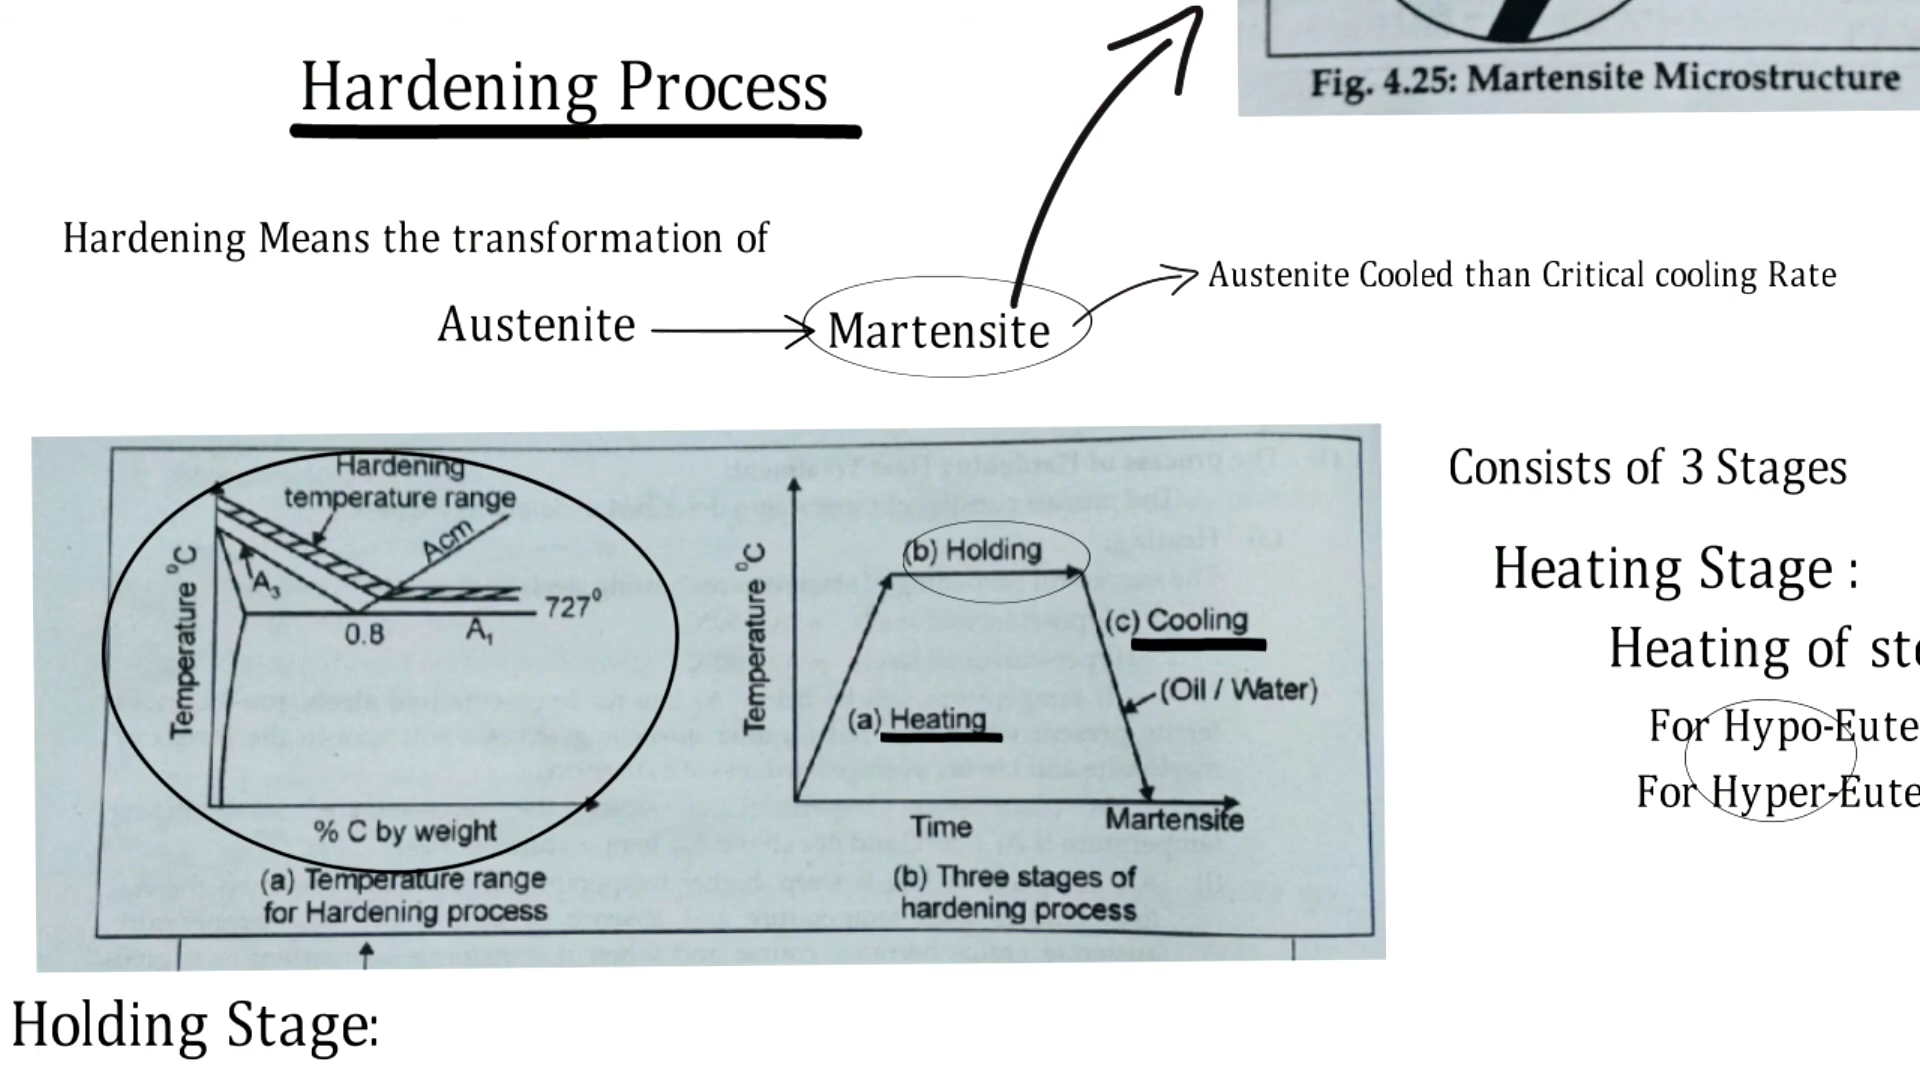 Fig. 4.25: Martensite Microstructure
Hardening Process
Hardening Means the transformation of
Austenite
Martensite
Austenite Cooled than Critical cooling Rate
Hardening
temperature range
Acm
A3
727⁰
0.8
A1
Temperature ⁰C
% C by weight
(a) Temperature range
for Hardening process
Temperature ⁰C
(b) Holding
(c) Cooling
(Oil / Water)
(a) Heating
Time
Martensite
(b) Three stages of
hardening process
Consists of 3 Stages
Heating Stage :
Heating of ste
For Hypo-Eute
For Hyper-Eute
Holding Stage: